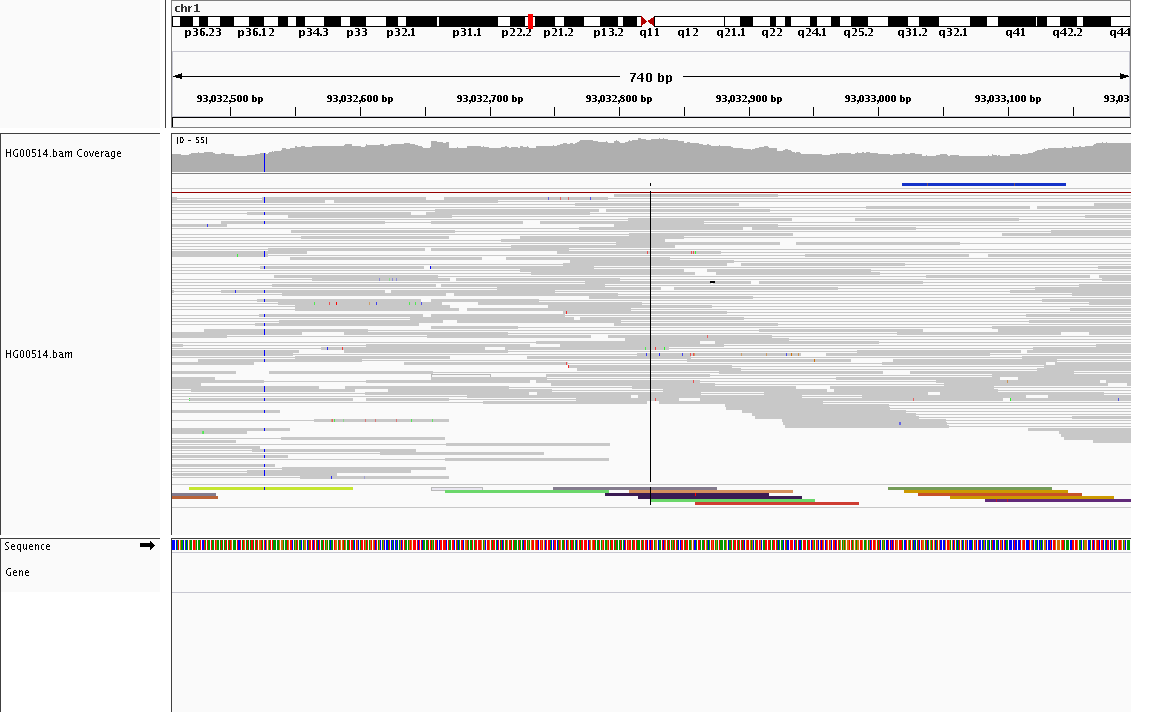 chr1
p36.23 p36.12 p34.3 p33 p32.1 p31.1 p22.2 p21.2 p13.2 q11 q12 q21.1 q22 q24.1 q25.2 q31.2 q32.1 q41 q42.2 q44
740 bp
93,032,500 bp 93,032,600 bp 93,032,700 bp 93,032,800 bp 93,032,900 bp 93,033,000 bp 93,033,100 bp 93,03
[0 - 55]
HG00514.bam Coverage
HG00514.bam
Sequence
Gene